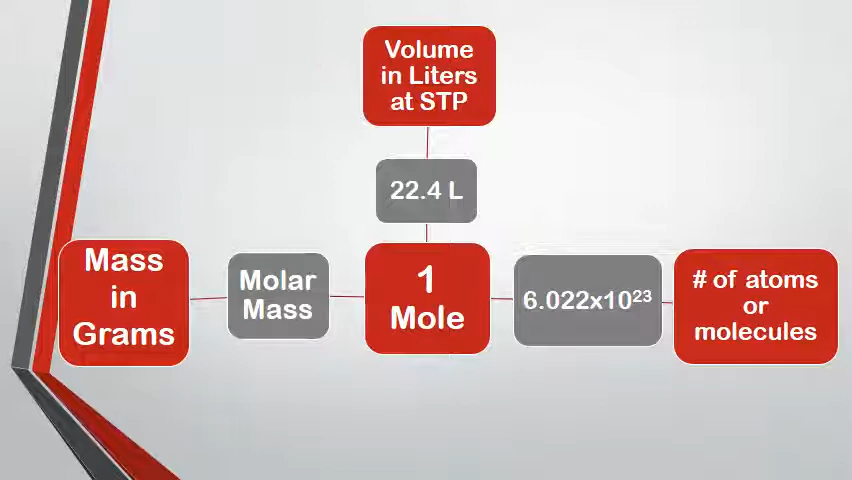 Volume
in Liters
at STP
22.4 L
Mass
in
Grams
Molar
Mass
1
Mole
6.022x10²³
# of atoms
or
molecules